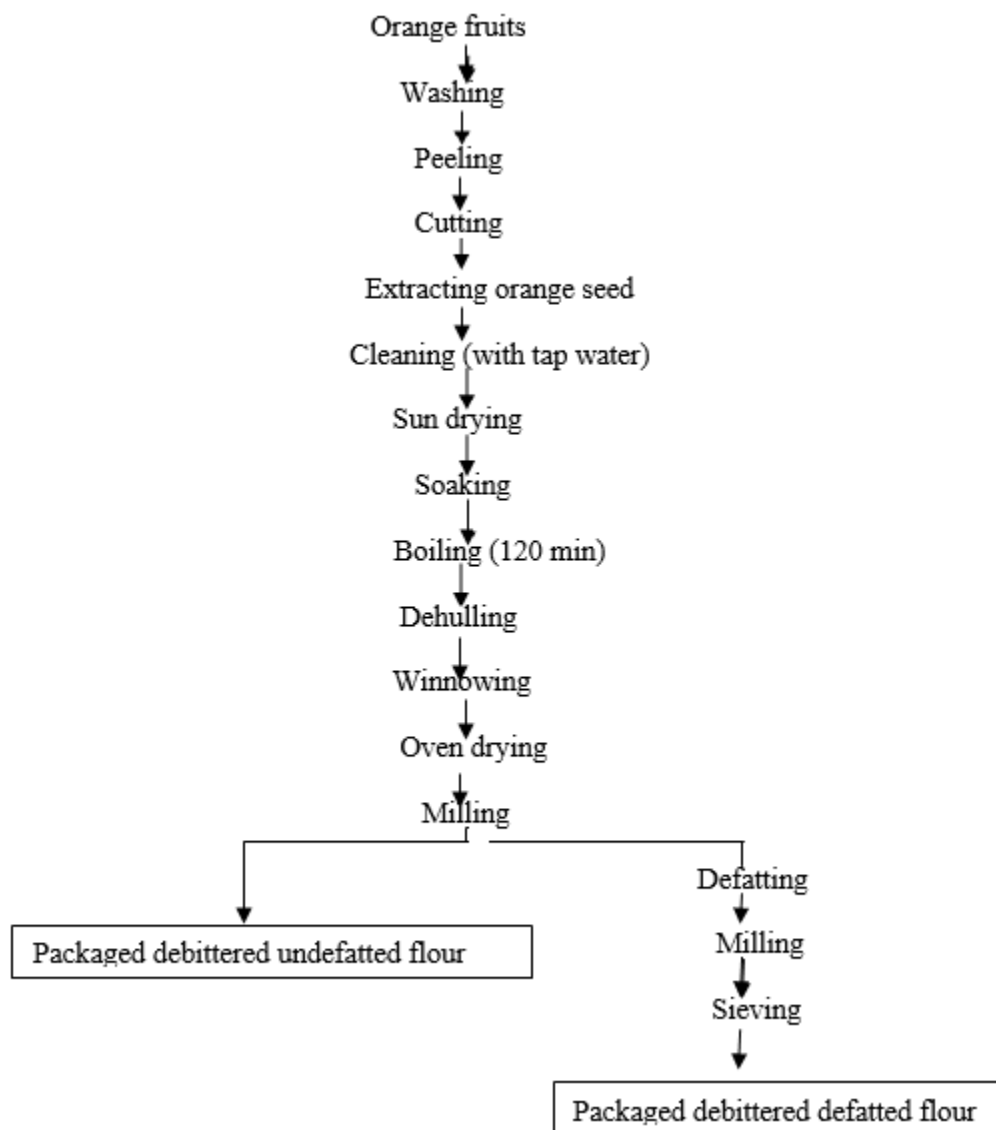 Orange fruits
Washing
Peeling
Cutting
Extracting orange seed
Cleaning (with tap water)
Sun drying
Soaking
Boiling (120 min)
Dehulling
Winnowing
Oven drying
Milling
Defatting
Packaged debittered undefatted flour
Milling
Sieving
Packaged debittered defatted flour